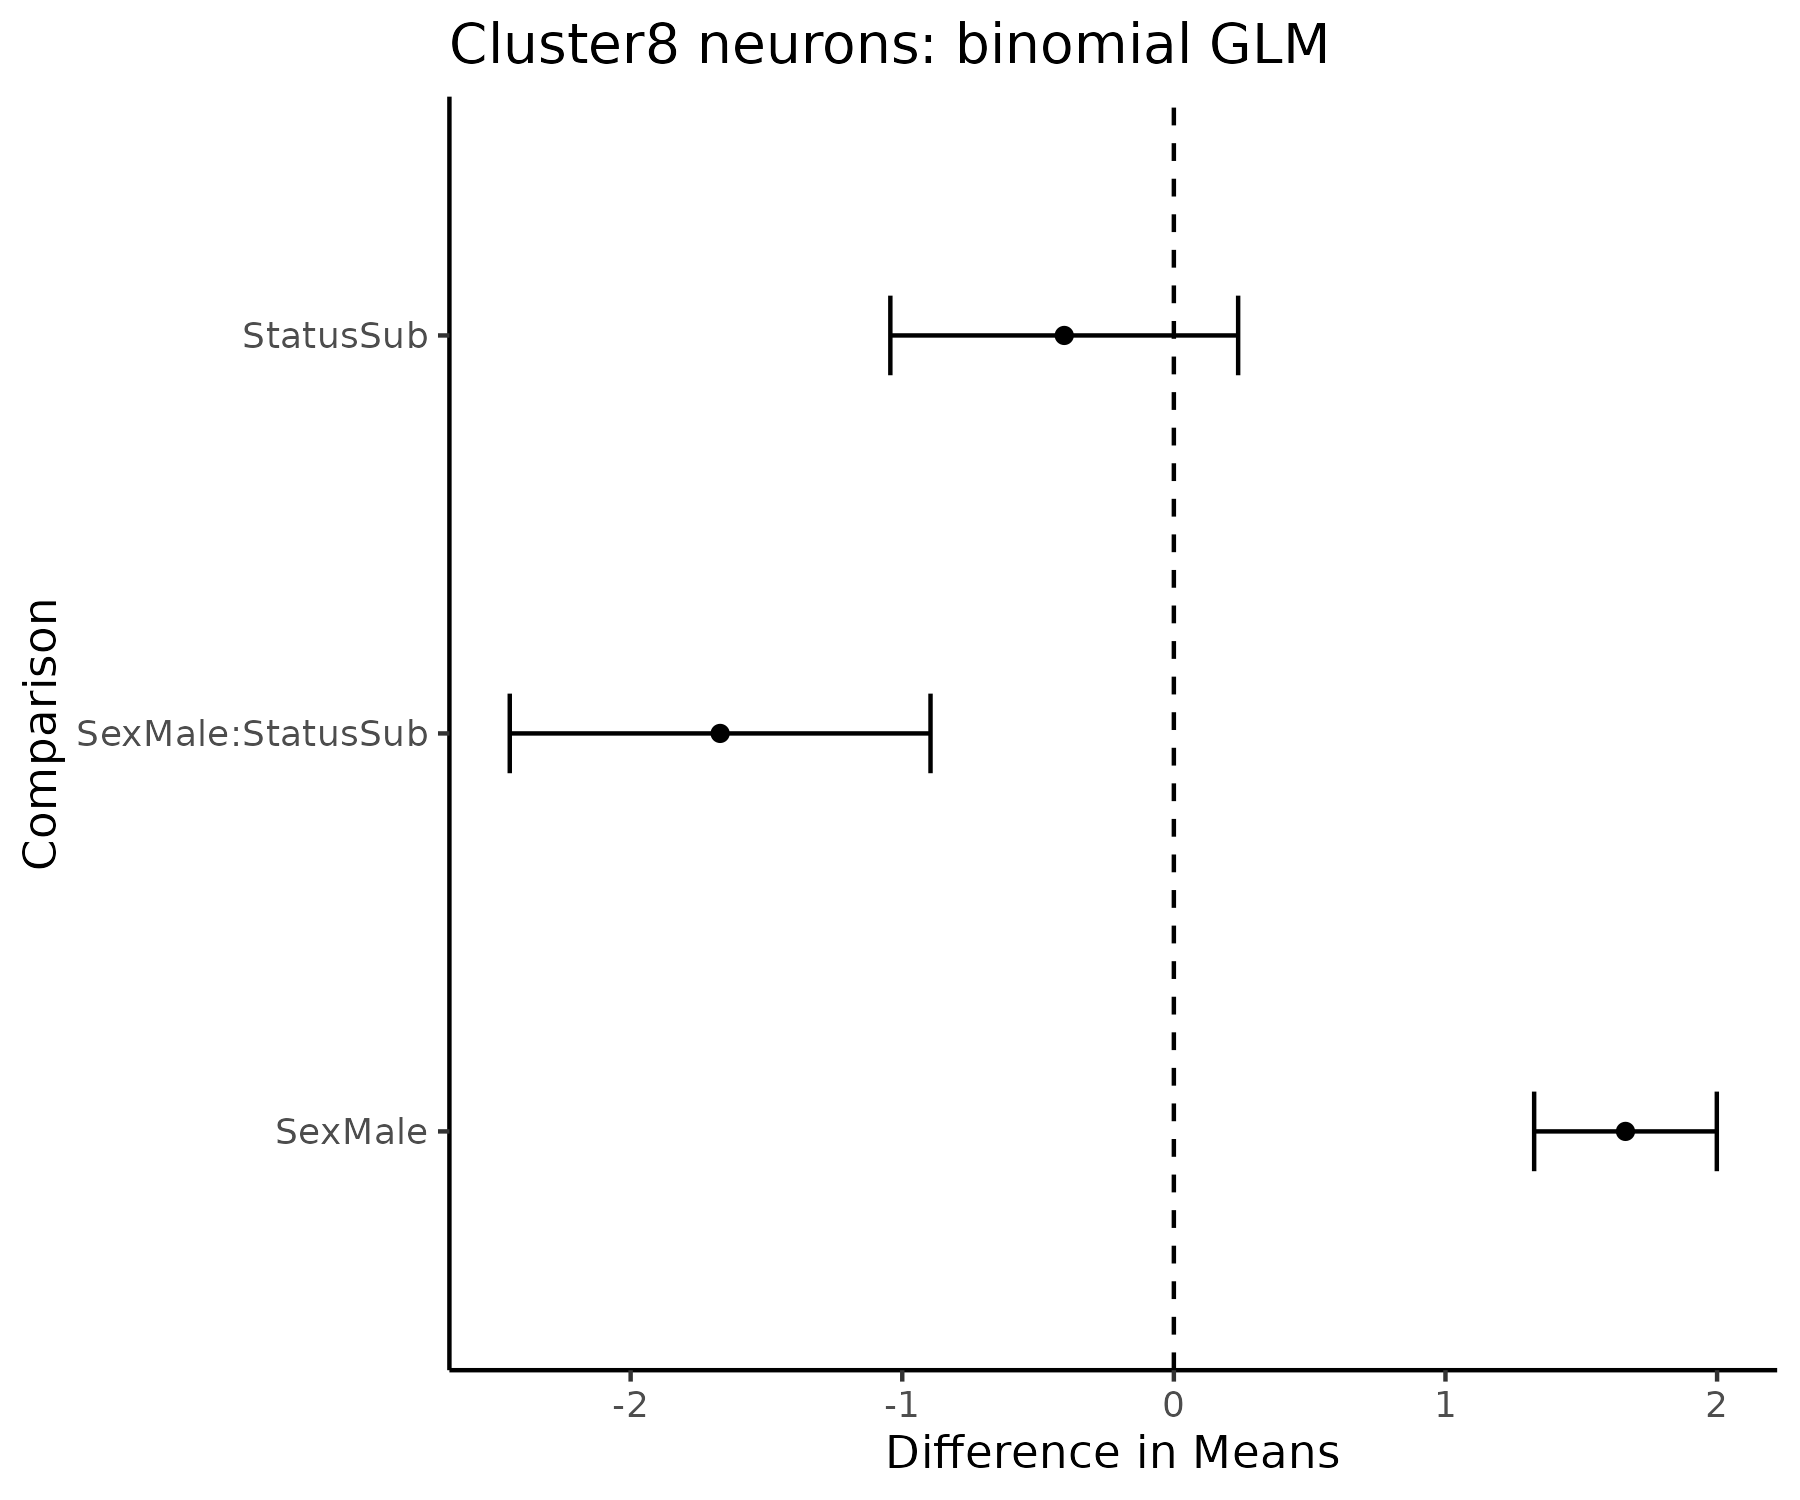 Cluster8 neurons: binomial GLM
Comparison
StatusSub
SexMale:StatusSub
SexMale
-2 -1 0 1 2
Difference in Means